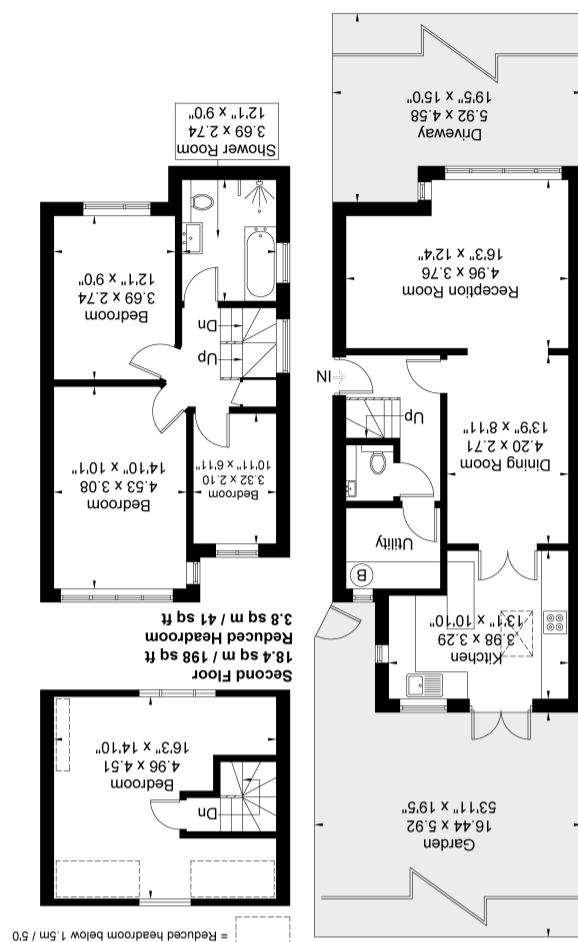 = Reduced headroom below 1.5m / 5'0
Garden
16.44 x 5.92
53'11" x 19'5"
Kitchen
3.98 x 3.29
13'1" x 10'10"
B
Utility
Dining Room
4.20 x 2.71
13'9" x 8'11"
Up
IN
Reception Room
4.96 x 3.76
16'3" x 12'4"
Driveway
5.92 x 4.58
19'5" x 15'0"
Dn
Bedroom
4.96 x 4.51
16'3" x 14'10"
Second Floor
18.4 sq m / 198 sq ft
Reduced Headroom
3.8 sq m / 41 sq ft
Bedroom
3.32 x 2.10
10'11" x 6'11"
Bedroom
4.53 x 3.08
14'10" x 10'1"
Up
Dn
Bedroom
3.69 x 2.74
12'1" x 9'0"
Shower Room
3.69 x 2.74
12'1" x 9'0"